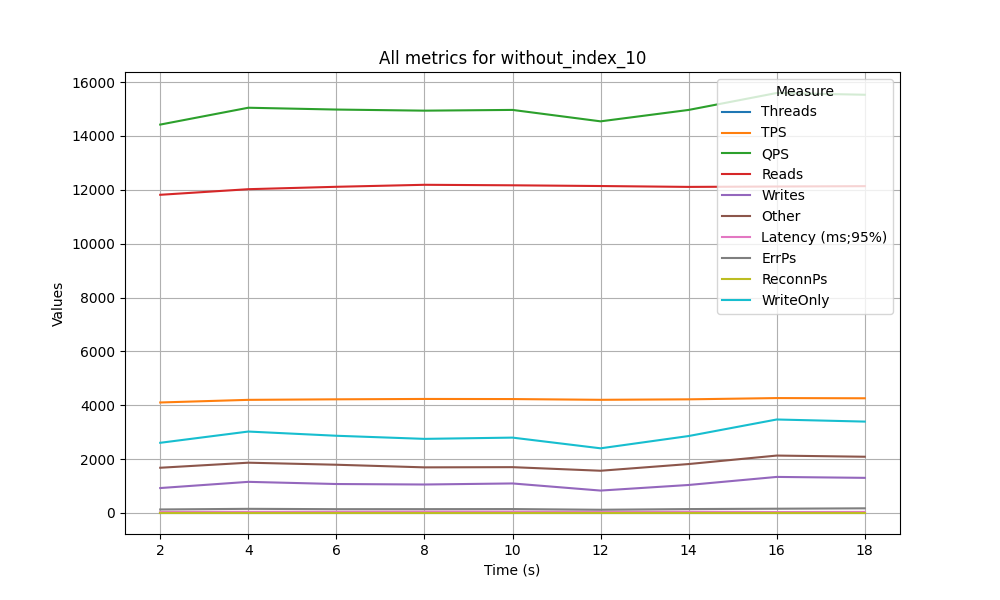 All metrics for without_index_10
16000
14000
12000
10000
8000
6000
4000
2000
0
Values
2 4 6 8 10 12 14 16 18
Time (s)
Measure
Threads
TPS
QPS
Reads
Writes
Other
Latency (ms;95%)
ErrPs
ReconnPs
WriteOnly